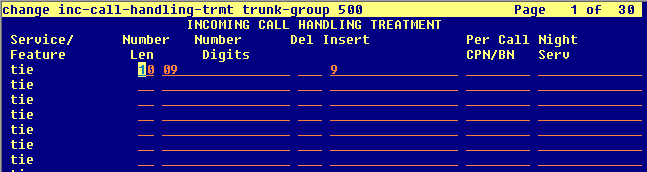 change inc-call-handling-trmt trunk-group 500 Page 1 of 30
INCOMING CALL HANDLING TREATMENT
Service/ Number Number Del Insert Per Call Night
Feature Len Digits CPN/BN Serv
tie 10 09 9
tie
tie
tie
tie
tie
tie